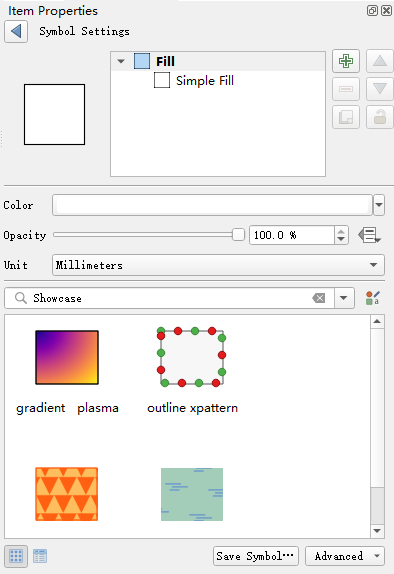 Item Properties
Symbol Settings
Fill
Simple Fill
Color
Opacity 100.0 %
Unit Millimeters
Showcase
gradient plasma
outline xpattern
Save Symbol⋯
Advanced